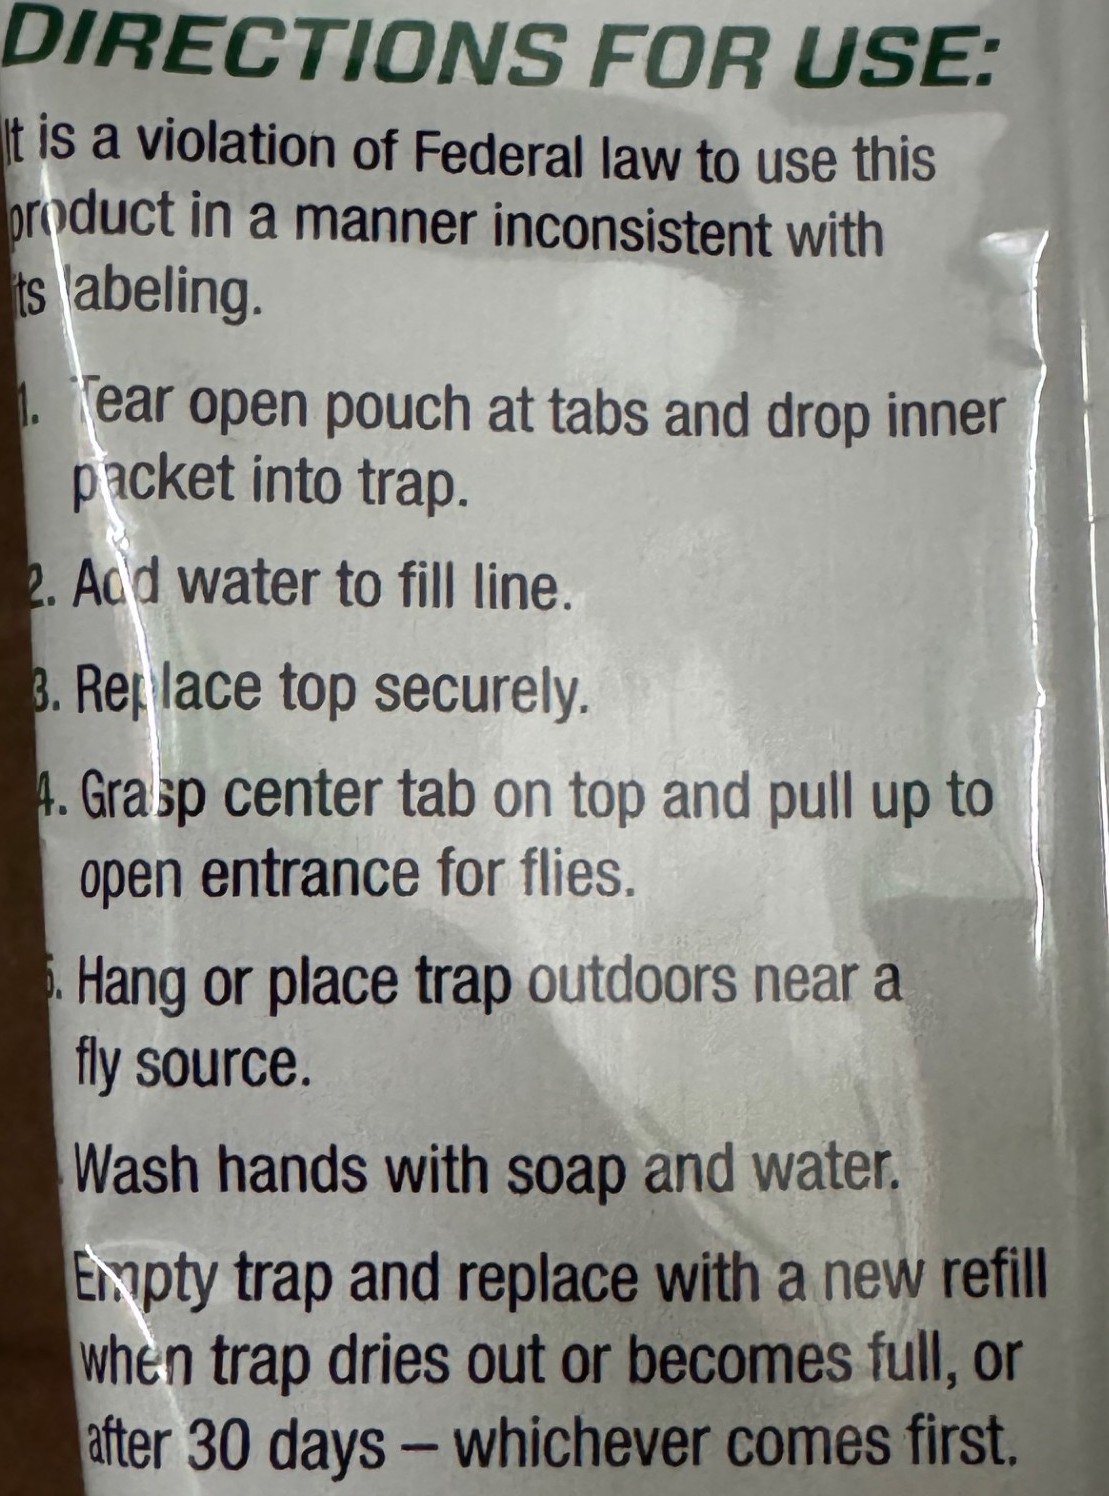 DIRECTIONS FOR USE:
It is a violation of Federal law to use this
product in a manner inconsistent with
its labeling.
1. Tear open pouch at tabs and drop inner
packet into trap.
2. Add water to fill line.
3. Replace top securely.
4. Grasp center tab on top and pull up to
open entrance for flies.
5. Hang or place trap outdoors near a
fly source.
Wash hands with soap and water.
Empty trap and replace with a new refill
when trap dries out or becomes full, or
after 30 days – whichever comes first.